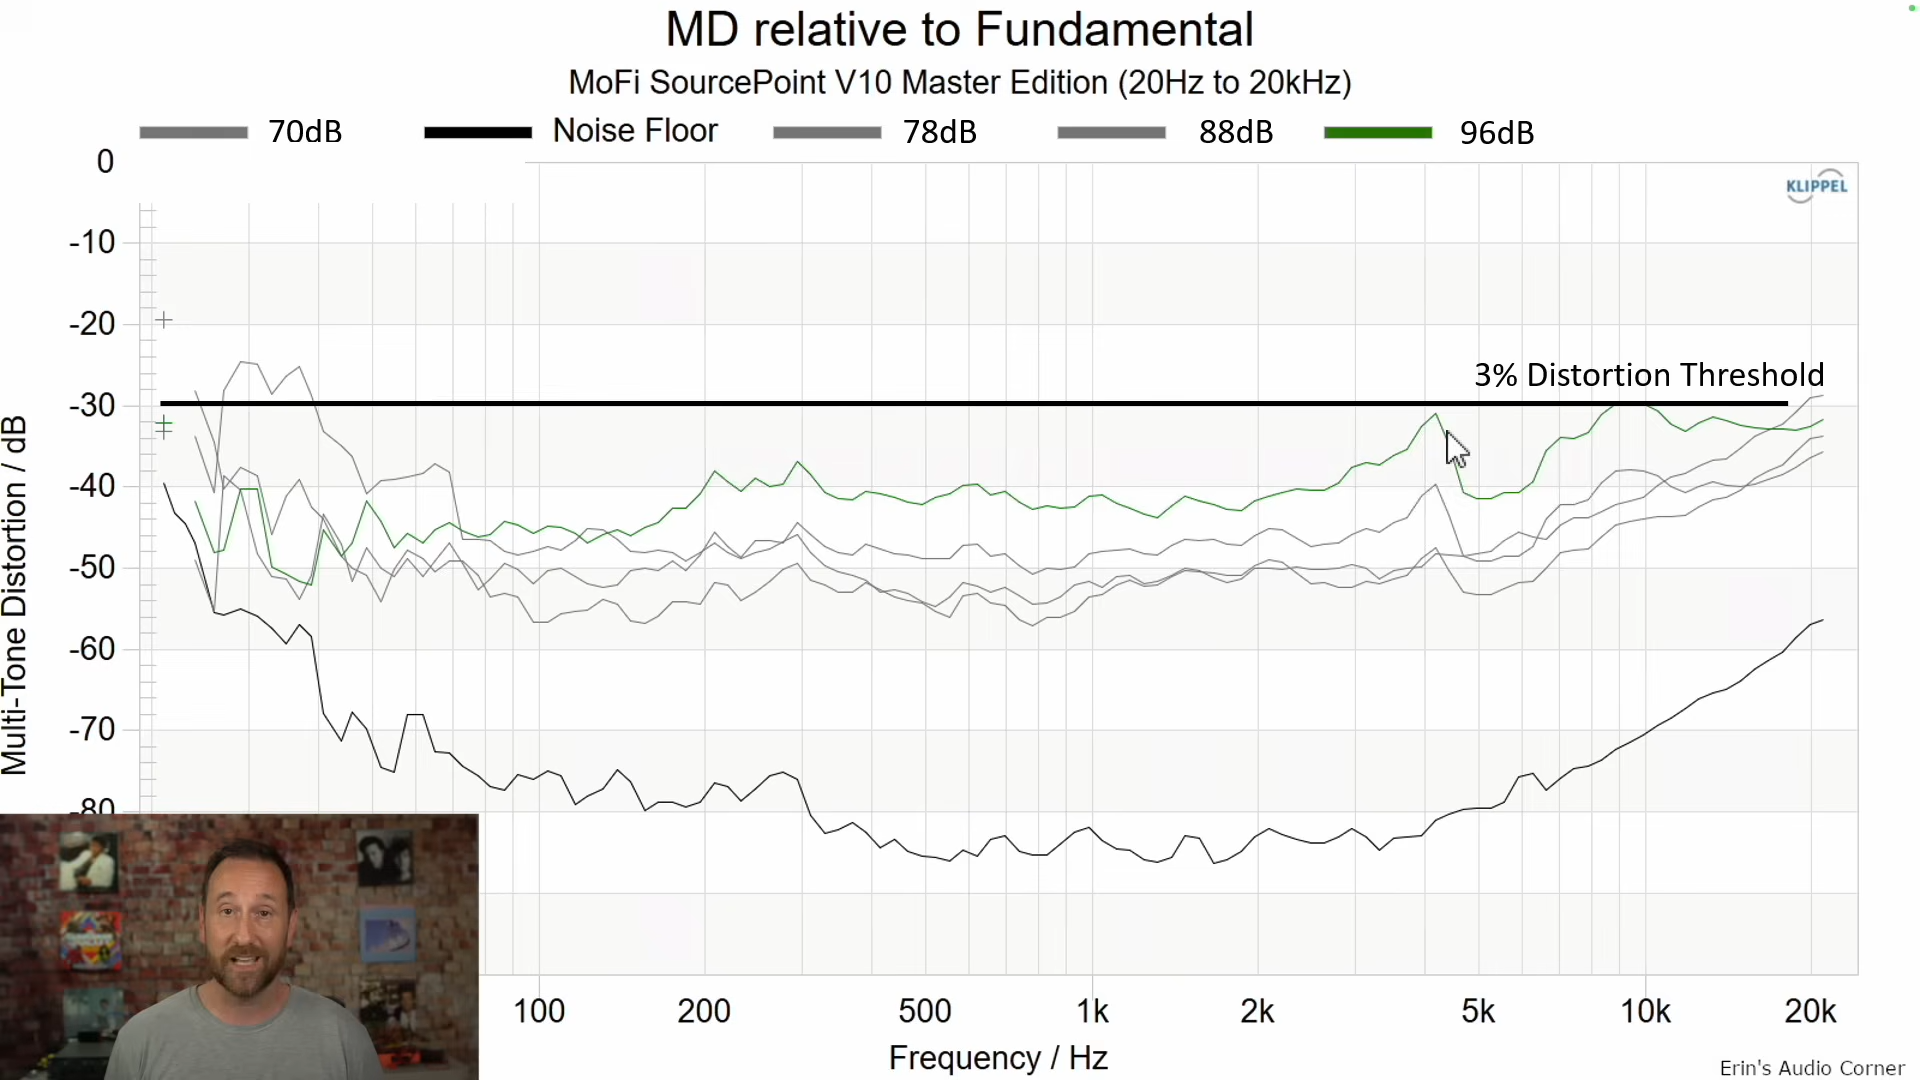 MD relative to Fundamental
MoFi SourcePoint V10 Master Edition (20Hz to 20kHz)
70dB Noise Floor 78dB 88dB 96dB
0
KLIPPEL
-10
-20
3% Distortion Threshold
-30
-40
-50
-60
-70
-80
Multi-Tone Distortion / dB
100 200 500 1k 2k 5k 10k 20k
Frequency / Hz
Erin's Audio Corner